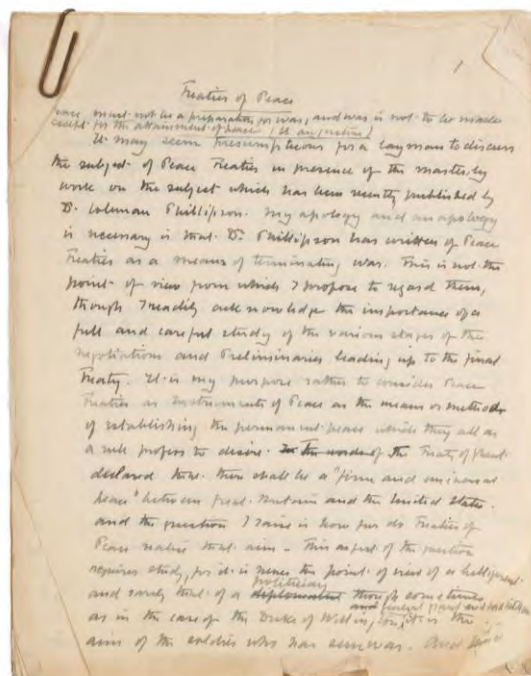 1
Treaties of Peace
Peace must not be a preparation for war, and war is not to be made
except for the attainment of peace (St Augustine)
It may seem presumptuous for a layman to discuss
the subject of Peace Treaties in presence of the masterly
work on the subject which has been recently published by
Dr. Coleman Phillipson. My apology and an apology
is necessary is that Dr. Phillipson has written of Peace
Treaties as a means of terminating war. This is not the
point of view from which I propose to regard them,
though I readily acknowledge the importance of a
full and careful study of the various stages of the
negotiations and Preliminaries leading up to the final
Treaty. It is my purpose rather to consider Peace
Treaties as Instruments of Peace as the means or methods
of establishing the permanent peace which they all as
a rule profess to desire. In the words of the Treaty of Ghent
declared that there shall be a "firm and universal
Peace" between Great Britain and the United States.
and the question I raise is how far do Treaties of
Peace realise that aim - This aspect of the question
requires study, for it is never the point of view of a belligerent
politician
and rarely that of a diplomatist though sometimes
and General Grant
as in the case of the Duke of Wellington, it is the
aim of the soldier who has seen war. And